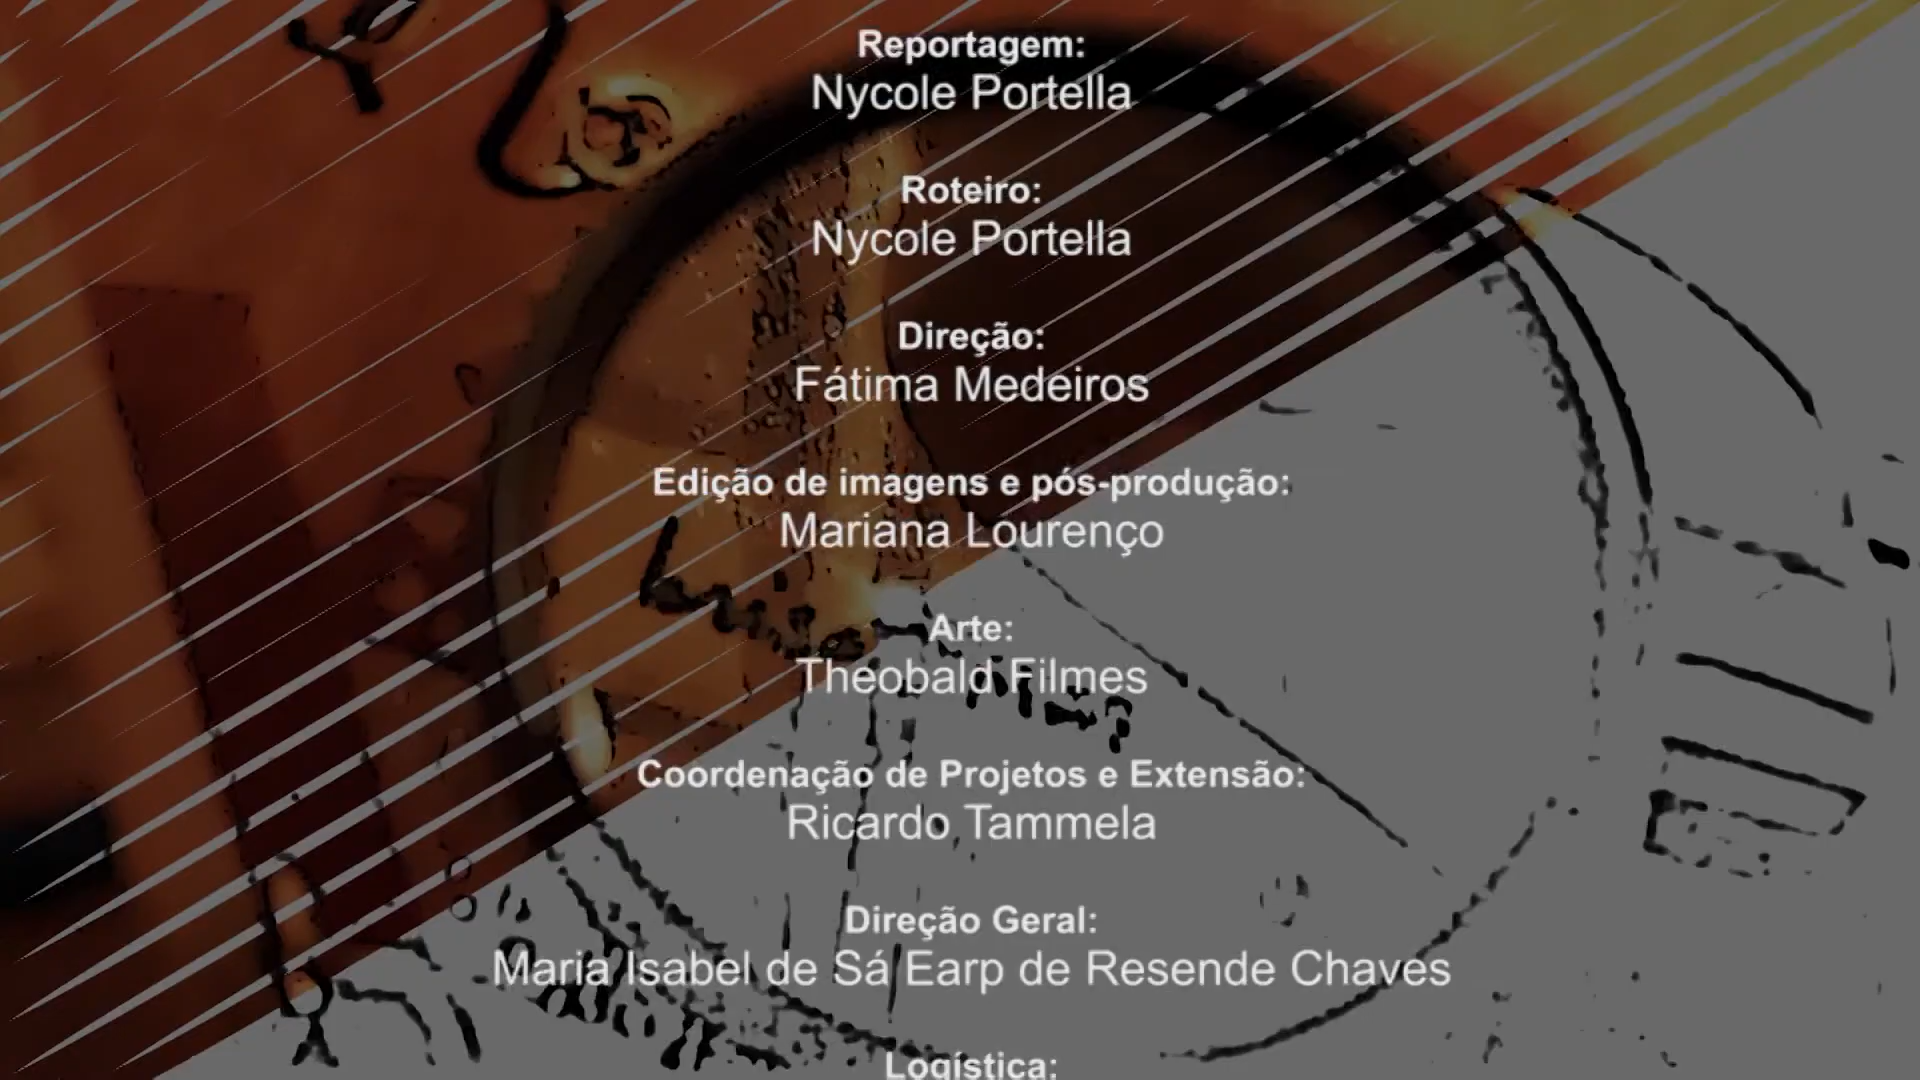 Reportagem:
Nycole Portella
Roteiro:
Nycole Portella
Direção:
Fátima Medeiros
Edição de imagens e pós-produção:
Mariana Lourenço
Arte:
Theobald Filmes
Coordenação de Projetos e Extensão:
Ricardo Tammela
Direção Geral:
Maria Isabel de Sá Earp de Resende Chaves
Logística: